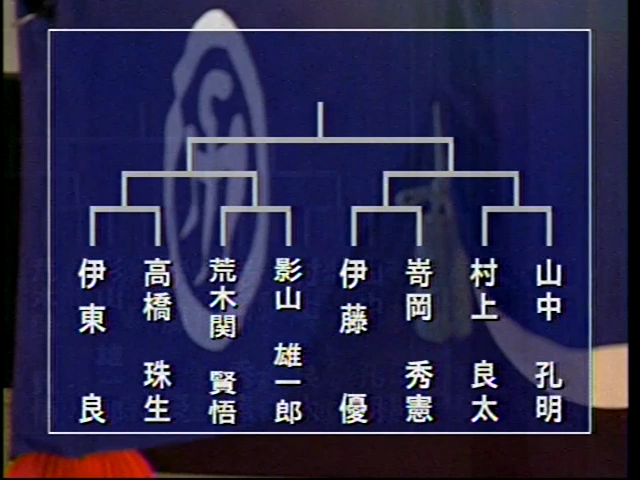 伊東 良
高橋 珠生
荒木関 賢悟
影山 雄一郎
伊藤 優
嵜岡 秀憲
村上 良太
山中 孔明